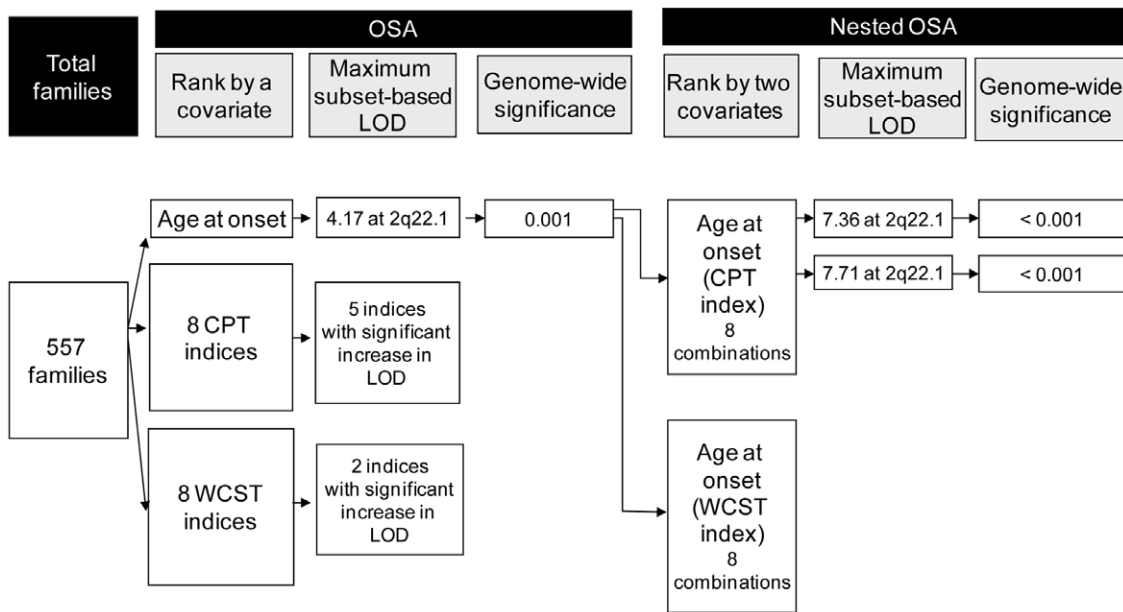 Total
families
OSA
Nested OSA
Rank by a
covariate
Maximum
subset-based
LOD
Genome-wide
significance
Rank by two
covariates
Maximum
subset-based
LOD
Genome-wide
significance
557
families
Age at onset
4.17 at 2q22.1
0.001
8 CPT
indices
5 indices
with significant
increase in
LOD
8 WCST
indices
2 indices
with significant
increase in
LOD
Age at
onset
(CPT
index)
8
combinations
7.36 at 2q22.1
< 0.001
7.71 at 2q22.1
< 0.001
Age at
onset
(WCST
index)
8
combinations